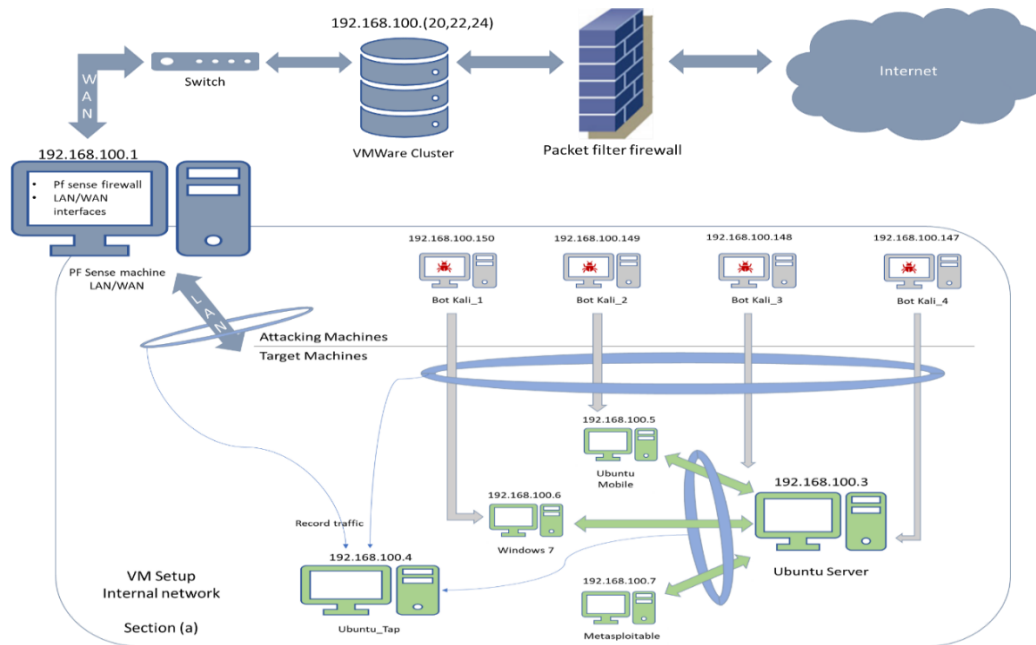 192.168.100.(20,22,24)
WAN
Switch
VMWare Cluster
Packet filter firewall
Internet
192.168.100.1
• Pf sense firewall
• LAN/WAN
interfaces
PF Sense machine
LAN/WAN
LAN
192.168.100.150
192.168.100.149
192.168.100.148
192.168.100.147
Bot Kali_1
Bot Kali_2
Bot Kali_3
Bot Kali_4
Attacking Machines
Target Machines
192.168.100.5
Ubuntu
Mobile
192.168.100.3
Ubuntu Server
192.168.100.6
Windows 7
Record traffic
192.168.100.4
Ubuntu_Tap
192.168.100.7
Metasploitable
VM Setup
Internal network
Section (a)